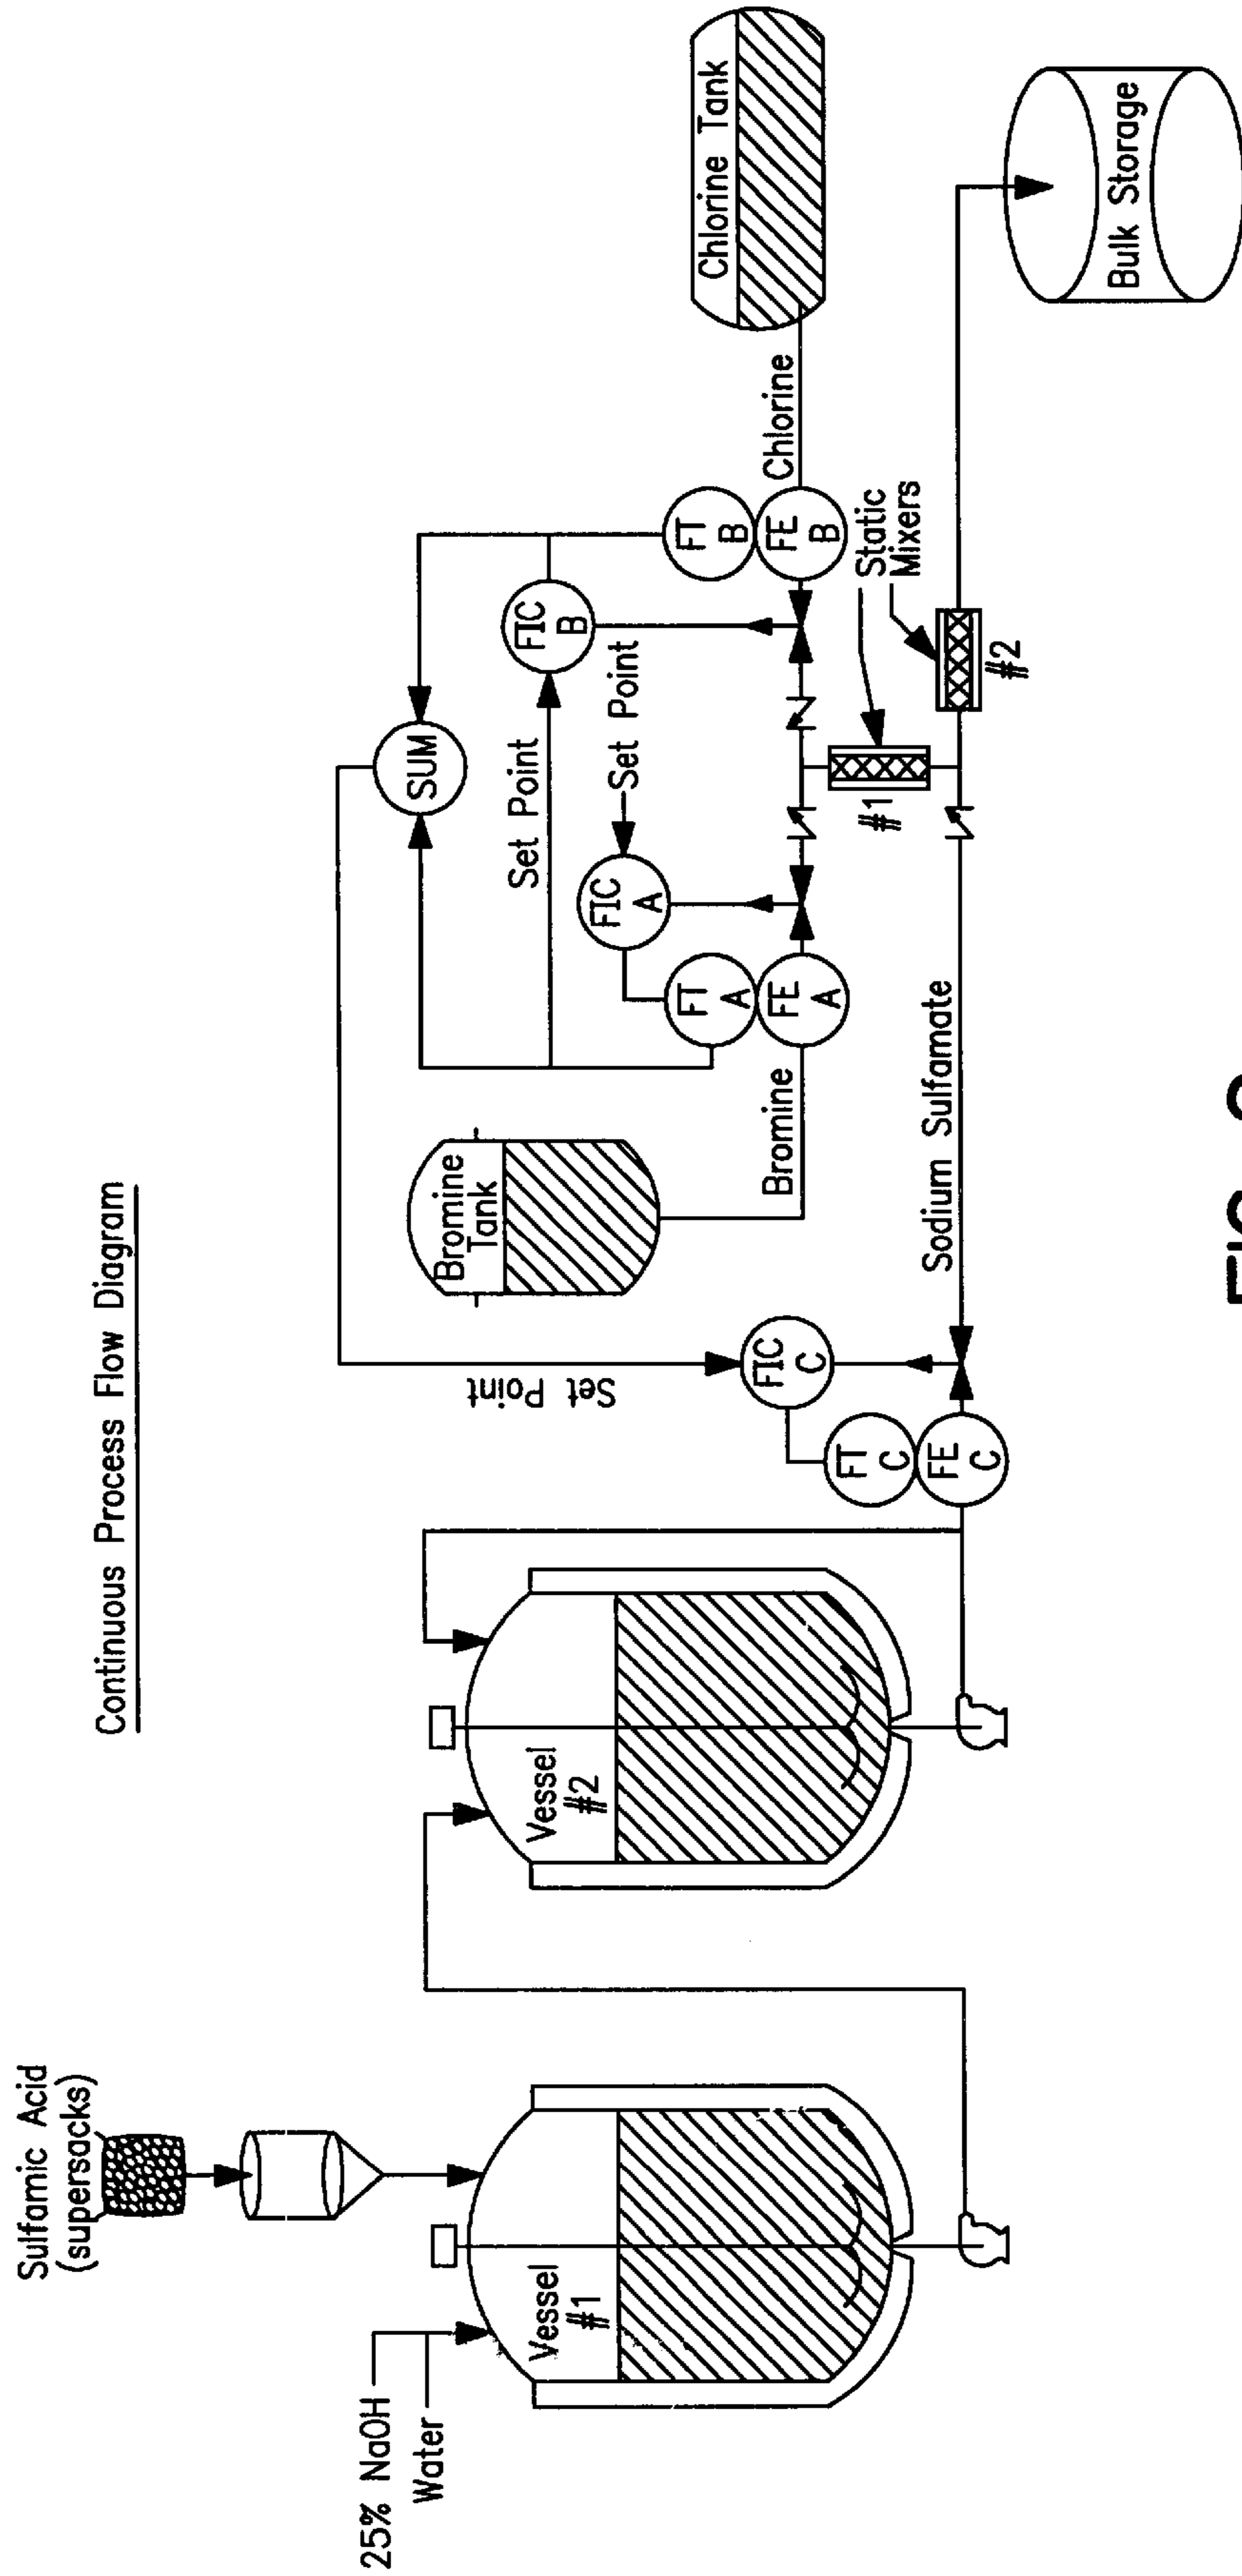 Continuous Process Flow Diagram
Sulfamic Acid
(supersacks)
25% NaOH
Water
Vessel
#1
Vessel
#2
Set Point
FIC
C
FT
C
FE
C
Sodium Sulfamate
Bromine
Tank
Bromine
FT
A
FE
A
FIC
A
Set Point
Set Point
SUM
FIC
B
FT
B
FE
B
Chlorine
Chlorine Tank
Static
Mixers
#1
#2
Bulk Storage